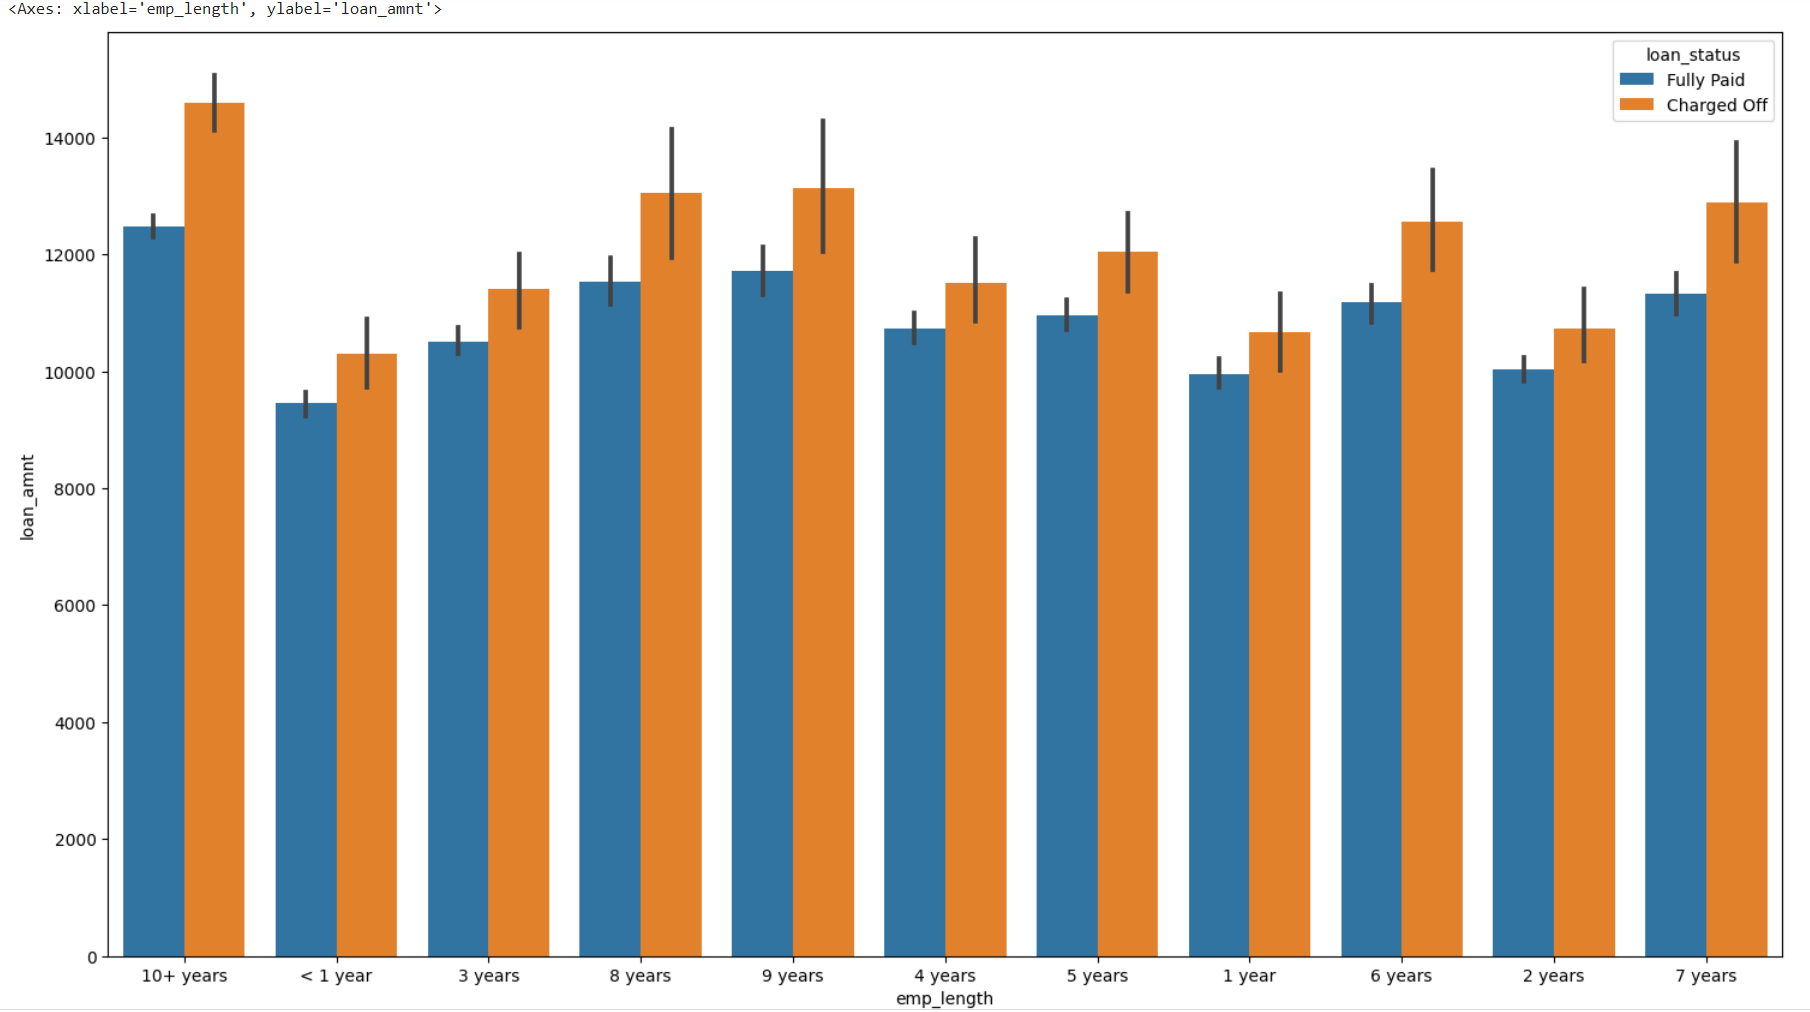 <Axes: xlabel='emp_length', ylabel='loan_amnt'>
loan_status
Fully Paid
Charged Off
14000
12000
10000
8000
6000
4000
2000
0
loan_amnt
10+ years < 1 year 3 years 8 years 9 years 4 years 5 years 1 year 6 years 2 years 7 years
emp_length